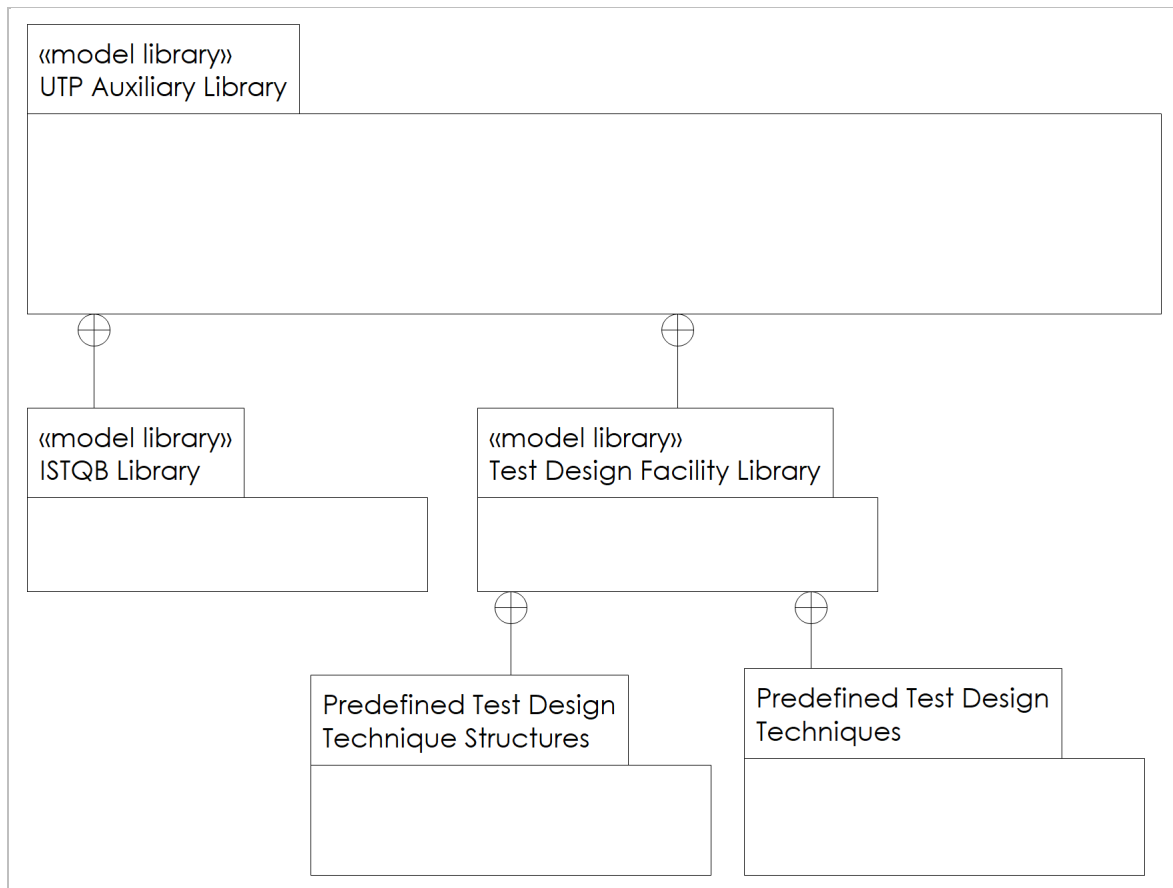 «model library»
UTP Auxiliary Library
«model library»
ISTQB Library
«model library»
Test Design Facility Library
Predefined Test Design
Technique Structures
Predefined Test Design
Techniques